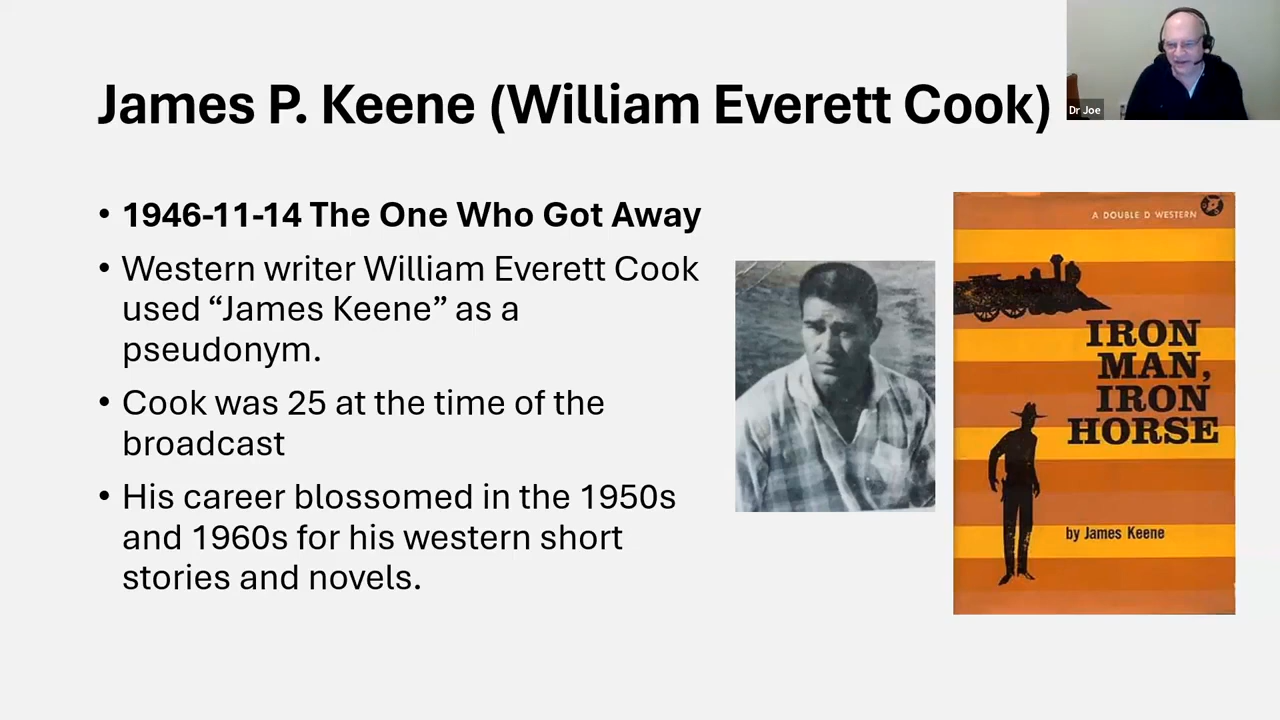 James P. Keene (William Everett Cook)
Dr Joe
• 1946-11-14 The One Who Got Away
• Western writer William Everett Cook
used “James Keene” as a
pseudonym.
• Cook was 25 at the time of the
broadcast
• His career blossomed in the 1950s
and 1960s for his western short
stories and novels.
A DOUBLE D WESTERN
IRON
MAN,
IRON
HORSE
by James Keene